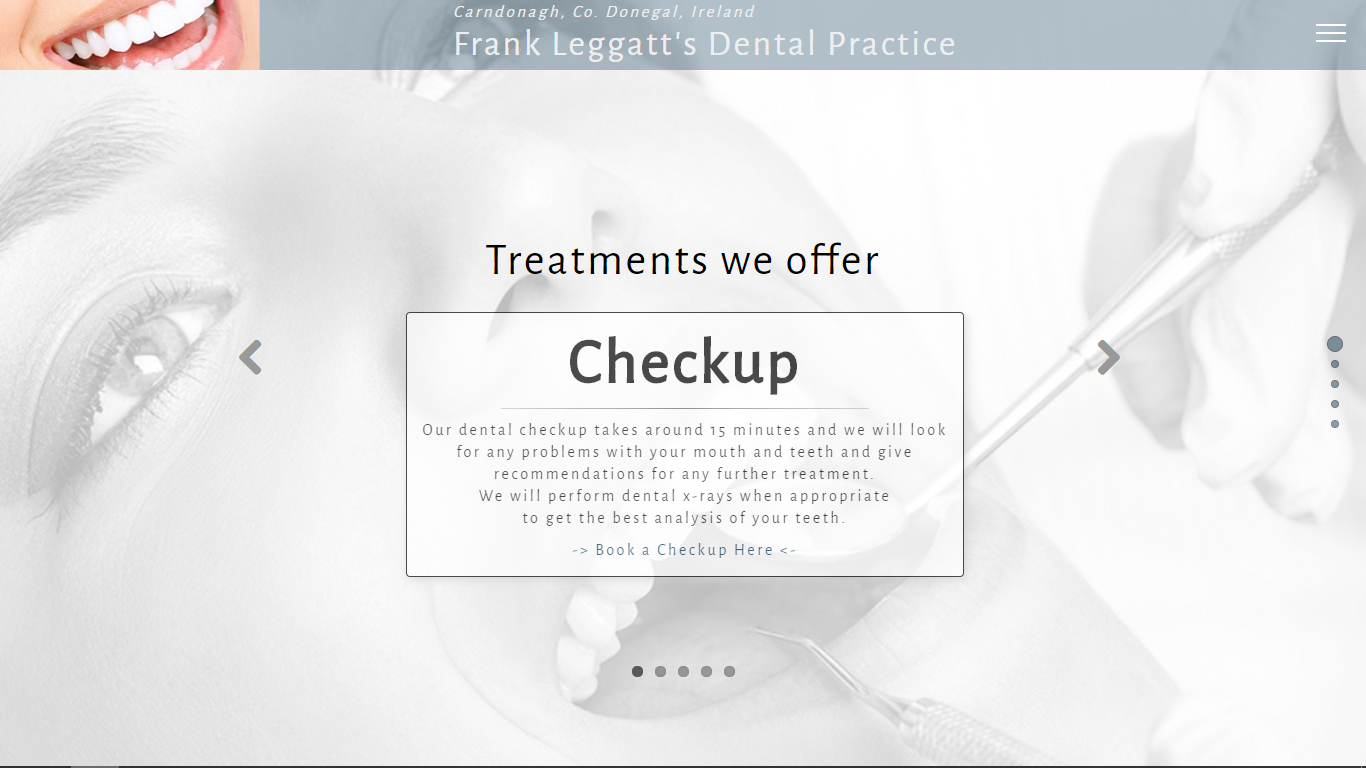 Carndonagh, Co. Donegal, Ireland
Frank Leggatt's Dental Practice
Treatments we offer
Checkup
Our dental checkup takes around 15 minutes and we will look
for any problems with your mouth and teeth and give
recommendations for any further treatment.
We will perform dental x-rays when appropriate
to get the best analysis of your teeth.
-> Book a Checkup Here <-